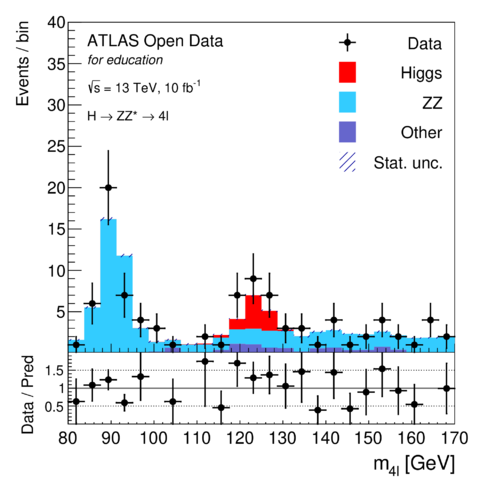 Events / bin
40
35
30
25
20
15
10
5
ATLAS Open Data
for education
√s = 13 TeV, 10 fb⁻¹
H → ZZ* → 4l
Data
Higgs
ZZ
Other
Stat. unc.
Data / Pred
1.5
1
0.5
80 90 100 110 120 130 140 150 160 170
m4l [GeV]